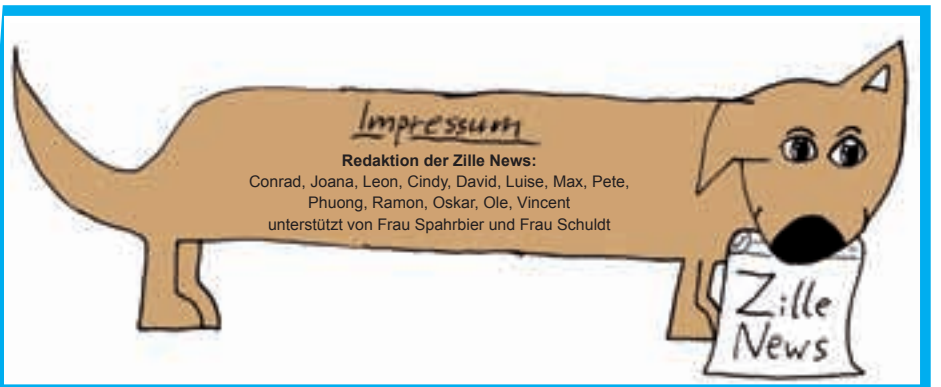 Impressum
Redaktion der Zille News:
Conrad, Joana, Leon, Cindy, David, Luise, Max, Pete,
Phuong, Ramon, Oskar, Ole, Vincent
unterstützt von Frau Spahrbier und Frau Schuldt
Zille
News